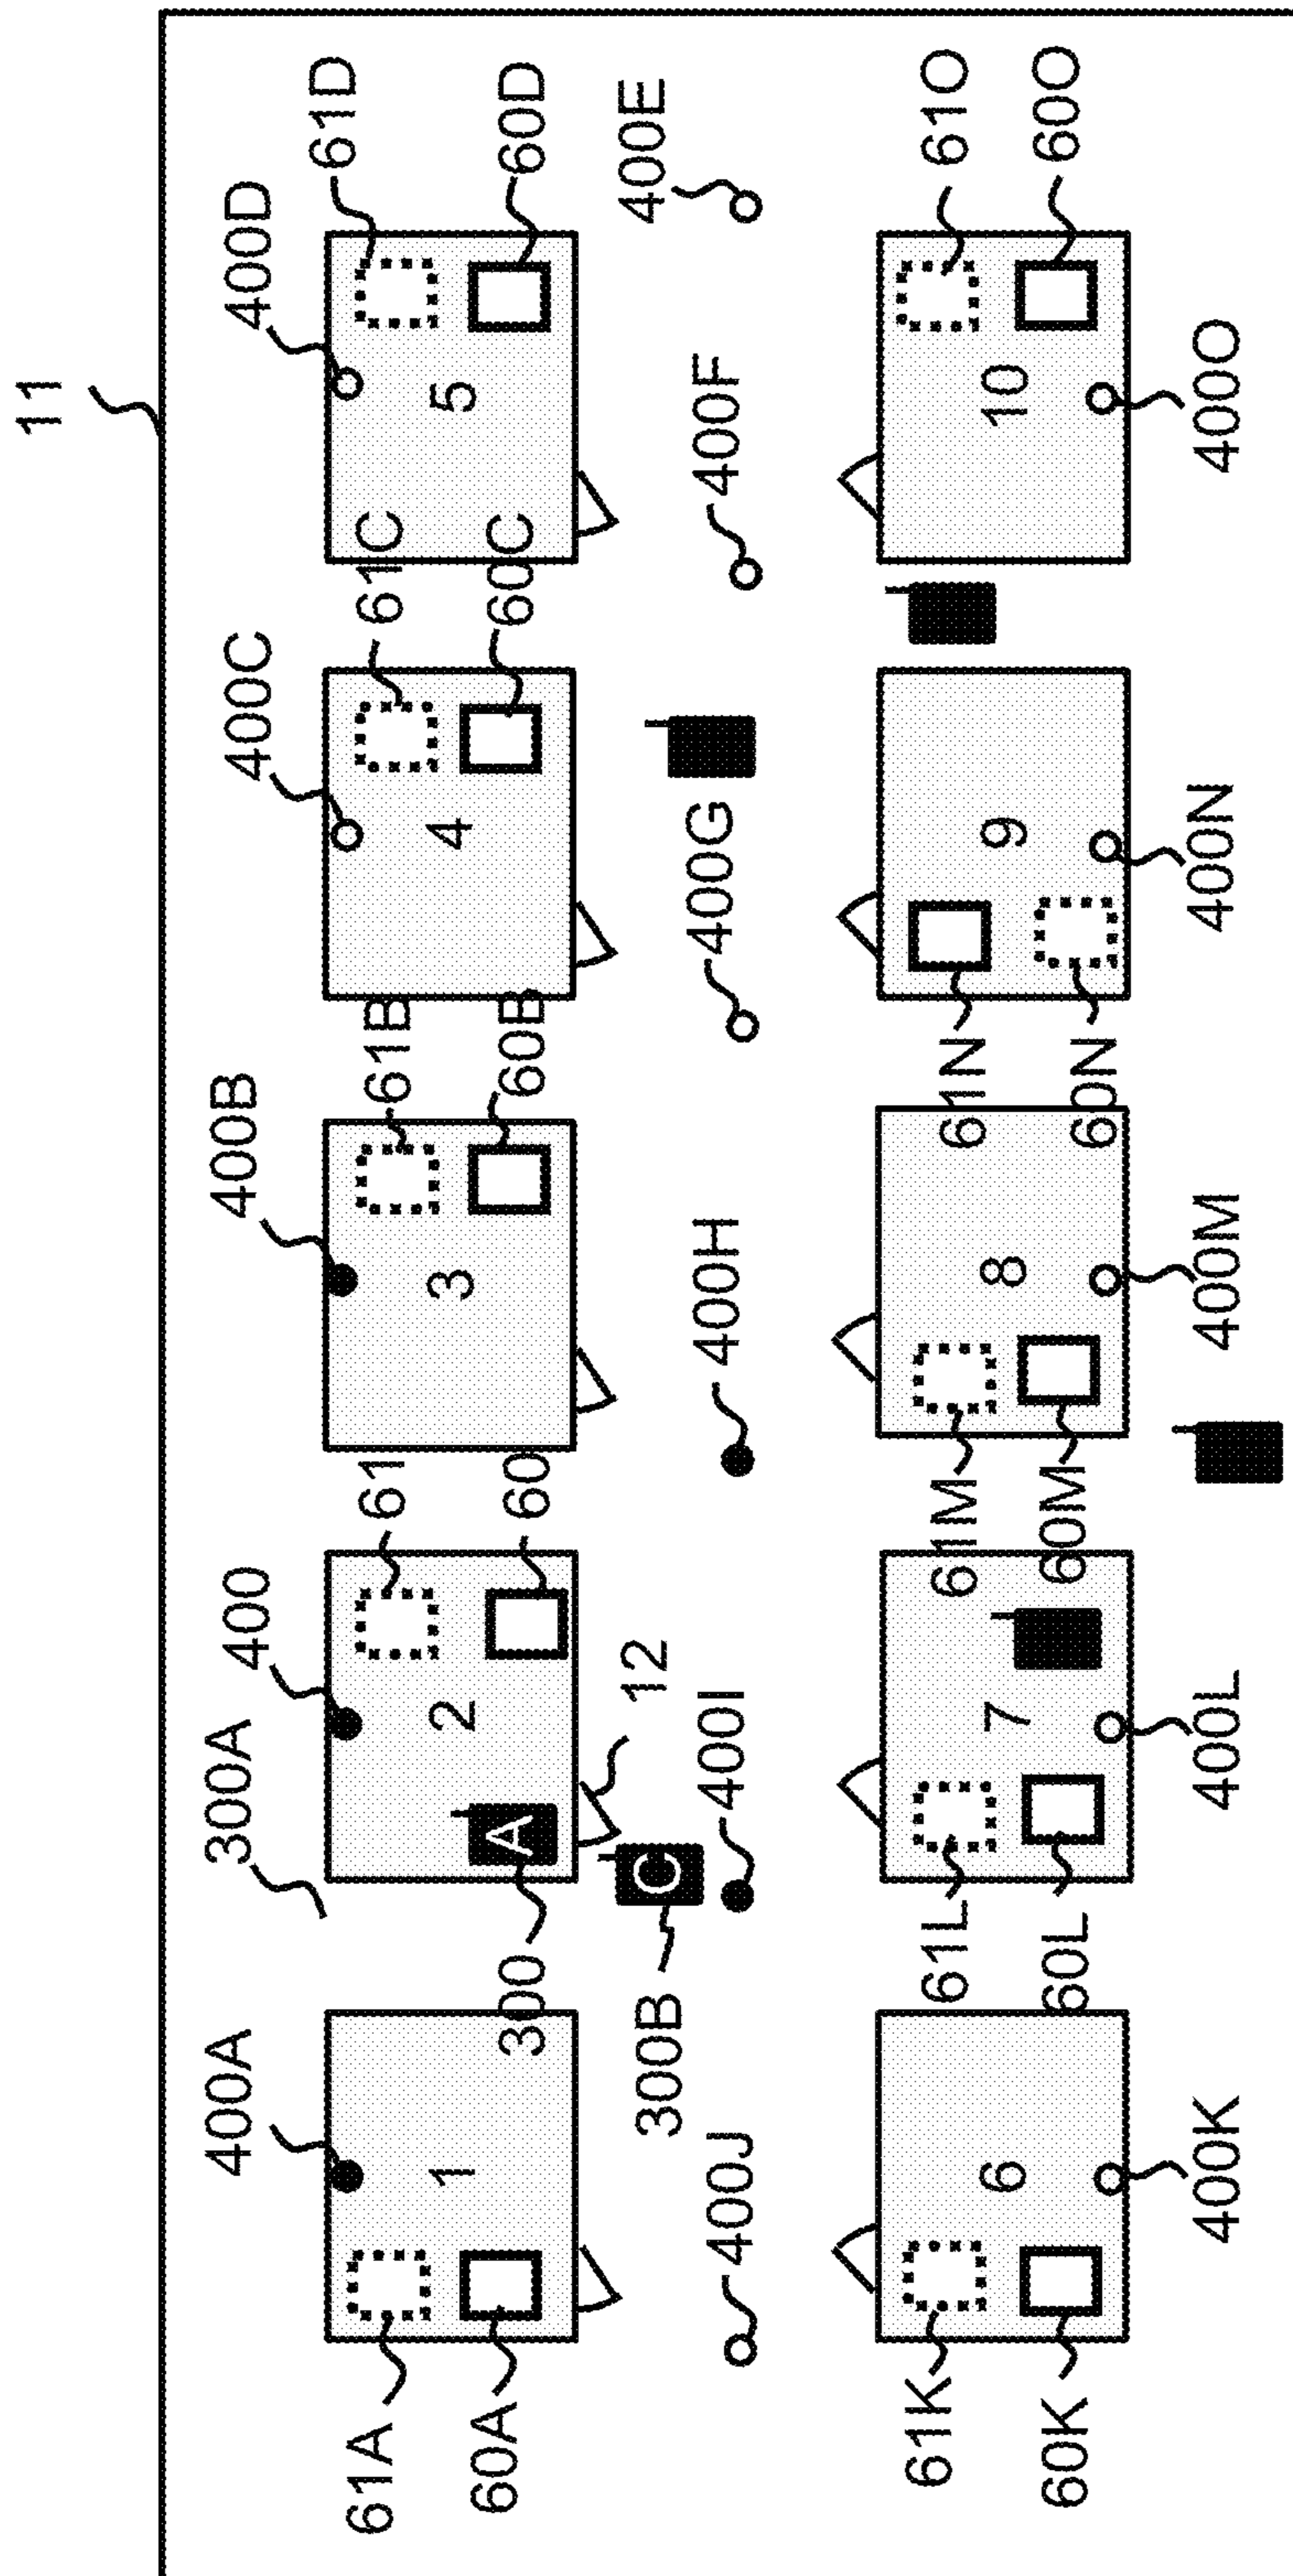 11
400A 300A 400 400B 400C 400D 61D
61A 61 61B 61C
1 2 3 4 5
60A 300 A 60 60B 60C 60D
300B C 12 400E
400J 400I 400H 400G 400F
61K 61L 61M 61N 61O
6 7 8 9 10
60K 60L 60M 60N 60O
400K 400L 400M 400N 400O